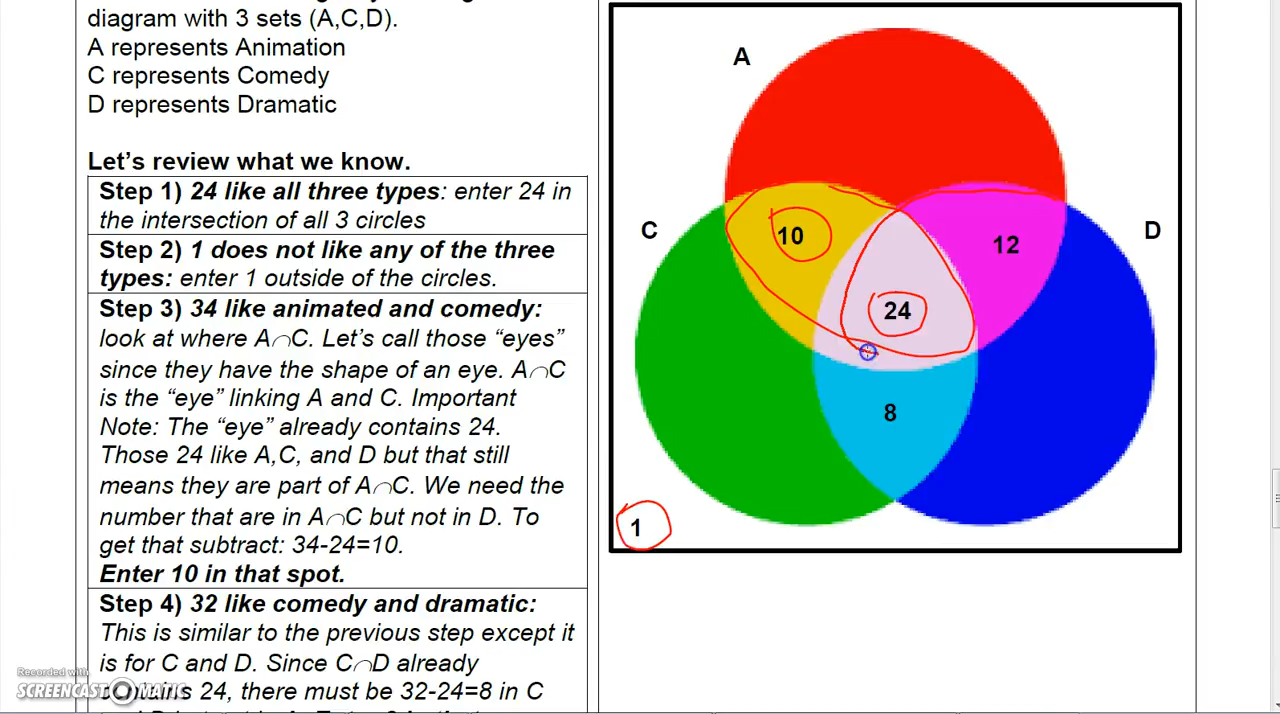 diagram with 3 sets (A,C,D).
A represents Animation
C represents Comedy
D represents Dramatic
Let's review what we know.
Step 1) 24 like all three types: enter 24 in
the intersection of all 3 circles
Step 2) 1 does not like any of the three
types: enter 1 outside of the circles.
Step 3) 34 like animated and comedy:
look at where A∩C. Let's call those “eyes”
since they have the shape of an eye. A∩C
is the “eye” linking A and C. Important
Note: The “eye” already contains 24.
Those 24 like A,C, and D but that still
means they are part of A∩C. We need the
number that are in A∩C but not in D. To
get that subtract: 34-24=10.
Enter 10 in that spot.
Step 4) 32 like comedy and dramatic:
This is similar to the previous step except it
is for C and D. Since C∩D already
contains 24, there must be 32-24=8 in C
A
C
D
10
12
24
8
1
Recorded with
SCREENCAST MATIC